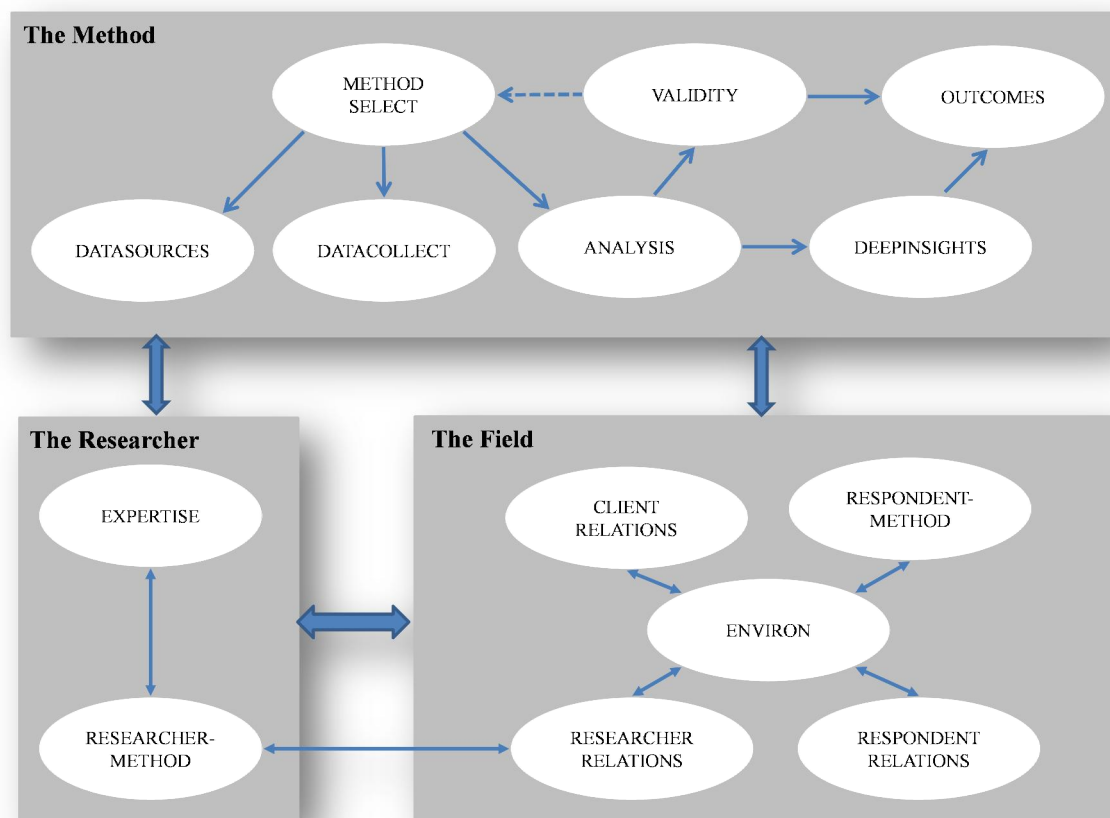 The Method
METHOD
SELECT
VALIDITY
OUTCOMES
DATASOURCES
DATACOLLECT
ANALYSIS
DEEPINSIGHTS
The Researcher
EXPERTISE
RESEARCHER-
METHOD
The Field
CLIENT
RELATIONS
RESPONDENT-
METHOD
ENVIRON
RESEARCHER
RELATIONS
RESPONDENT
RELATIONS